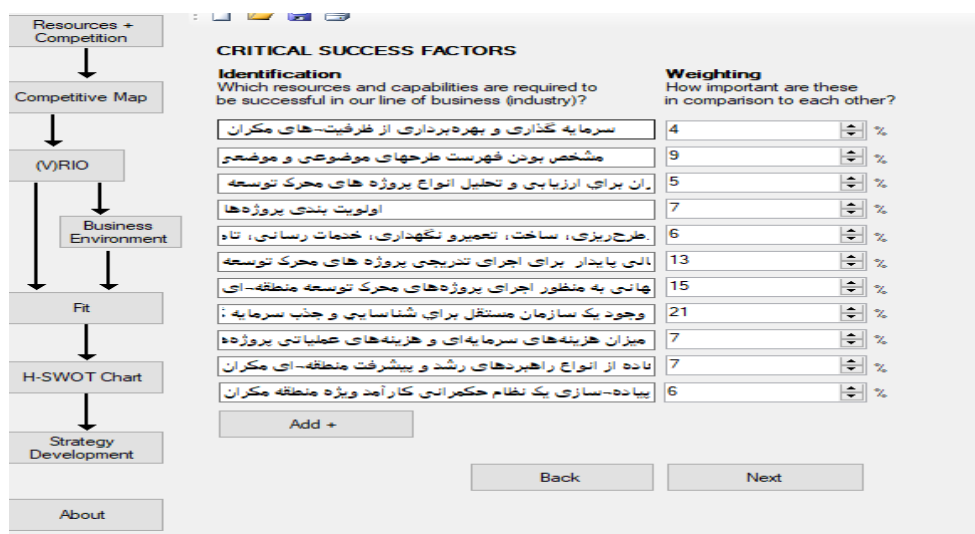 Resources +
Competition
Competitive Map
(V)RIO
Business
Environment
Fit
H-SWOT Chart
Strategy
Development
About
CRITICAL SUCCESS FACTORS
Identification
Which resources and capabilities are required to
be successful in our line of business (industry)?
Weighting
How important are these
in comparison to each other?
سرمایه گذاری و بهره‌برداری از ظرفیت-های مکران
4 %
مشخص بودن فهرست طرحهای موضوعی و موضعی
9 %
برای ارزیابی و تحلیل انواع پروژه های محرک توسعه
5 %
اولویت بندی پروژه‌ها
7 %
طرح‌ریزی، ساخت، تعمیرو نگهداری، خدمات رسانی،
6 %
پایدار برای اجرای تدریجی پروژه های محرک توسعه
13 %
به منظور اجرای پروژه‌های محرک توسعه منطقه-ای
15 %
وجود یک سازمان مستقل برای شناسایی و جذب سرمایه
21 %
میزان هزینه‌های سرمایه‌ای و هزینه‌های عملیاتی
7 %
از انواع راهبردهای رشد و پیشرفت منطقه-ای مکران
7 %
پیاده-سازی یک نظام حکمرانی کارآمد ویژه منطقه مکران
6 %
Add +
Back
Next